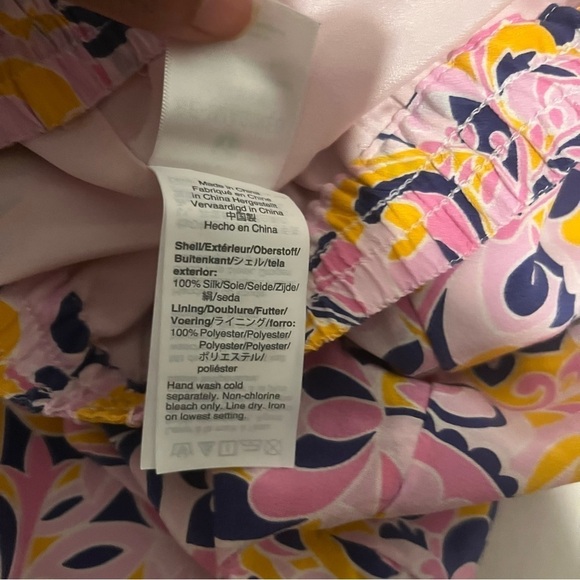 Made in China
Fabriqué en Chine
in China Hergestellt
Vervaardigd in China
中国製
Hecho en China
Shell/Extérieur/Oberstoff/
Buitenkant/シェル/tela
exterior:
100% Silk/Soie/Seide/Zijde/
絹/seda
Lining/Doublure/Futter/
Voering/ライニング/forro:
100% Polyester/Polyester/
Polyester/Polyester/
ポリエステル/
poliéster
Hand wash cold
separately. Non-chlorine
bleach only. Line dry. Iron
on lowest setting.